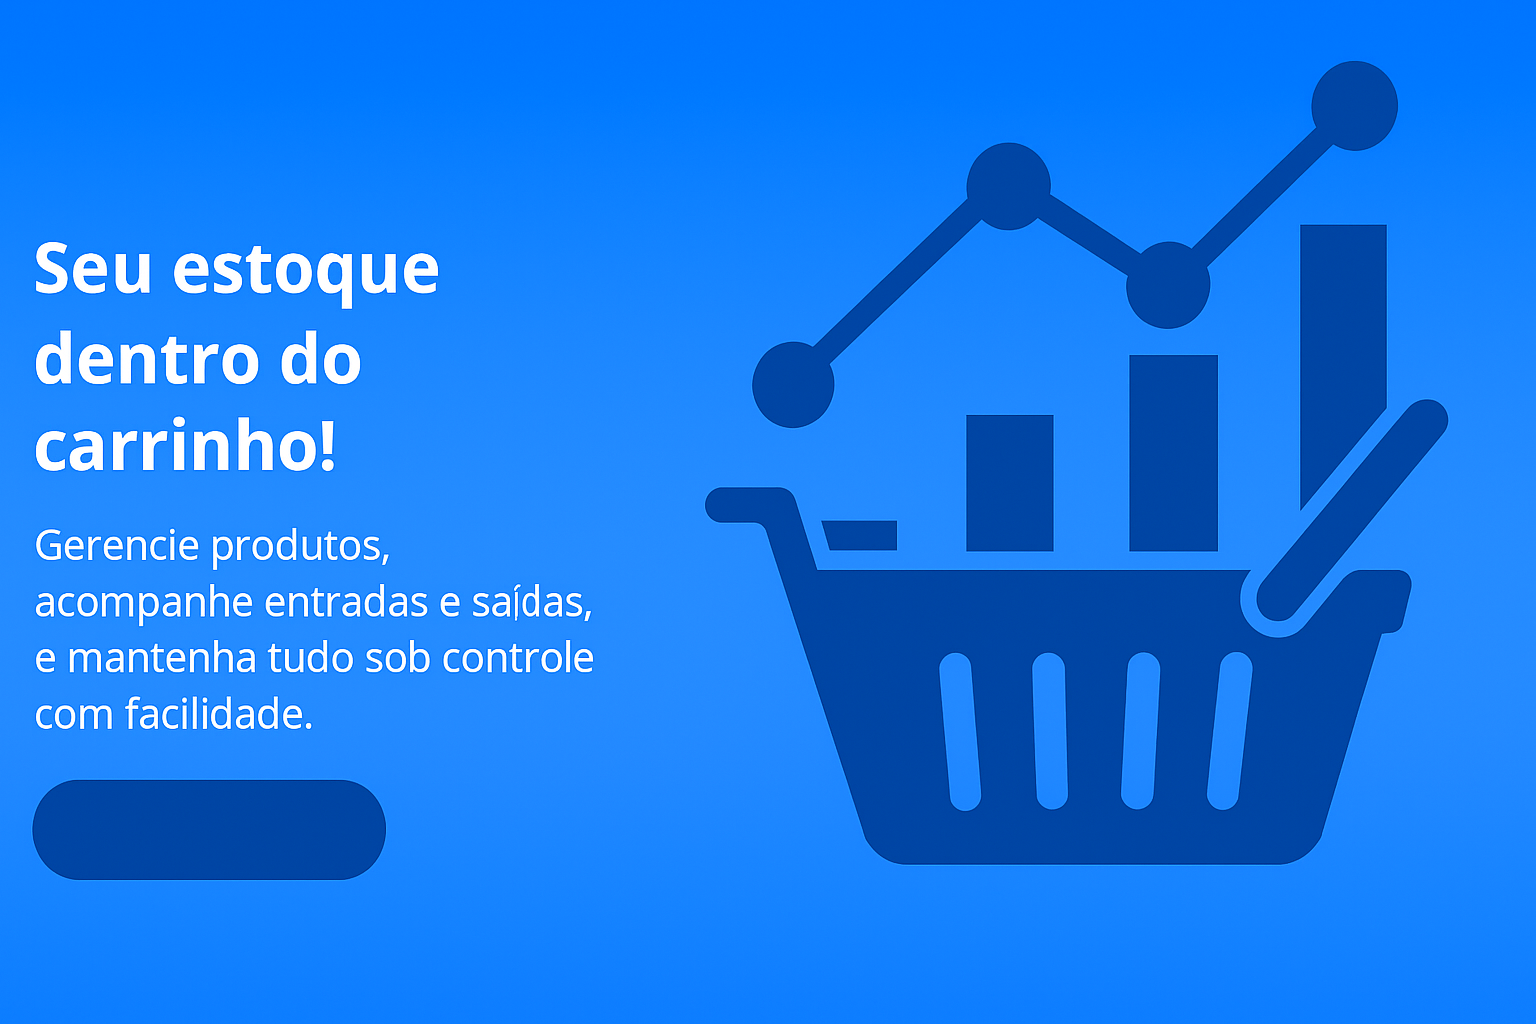 Seu estoque
dentro do
carrinho!
Gerencie produtos,
acompanhe entradas e saídas,
e mantenha tudo sob controle
com facilidade.